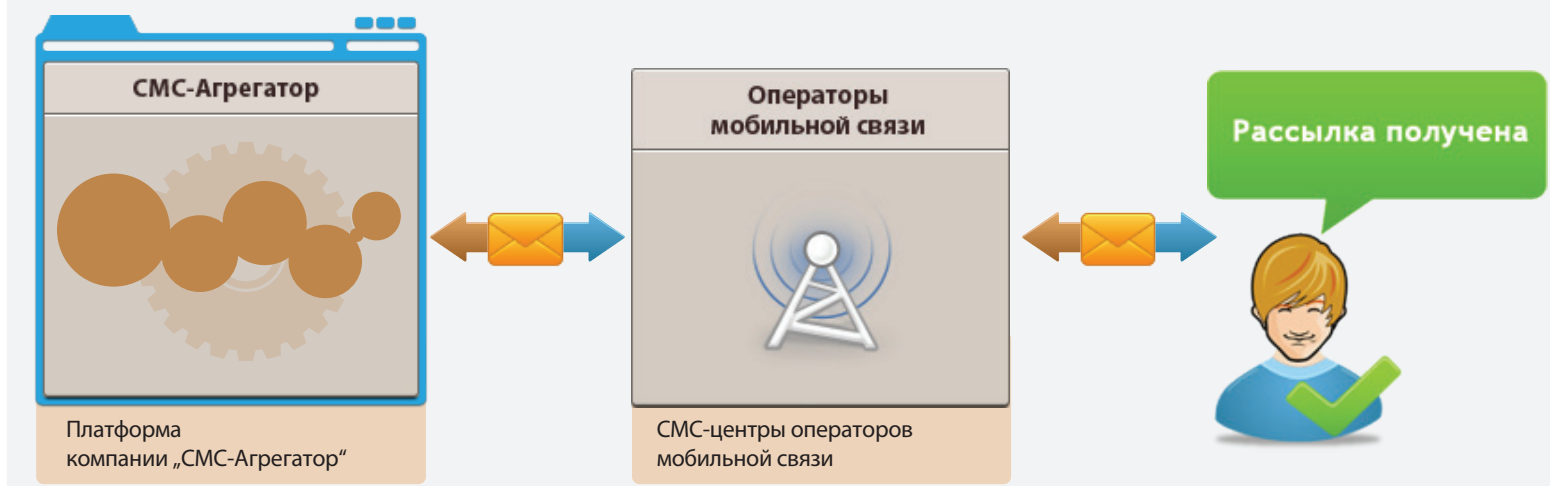 СМС-Агрегатор
Операторы
мобильной связи
Рассылка получена
Платформа
компании „СМС-Агрегатор“
СМС-центры операторов
мобильной связи